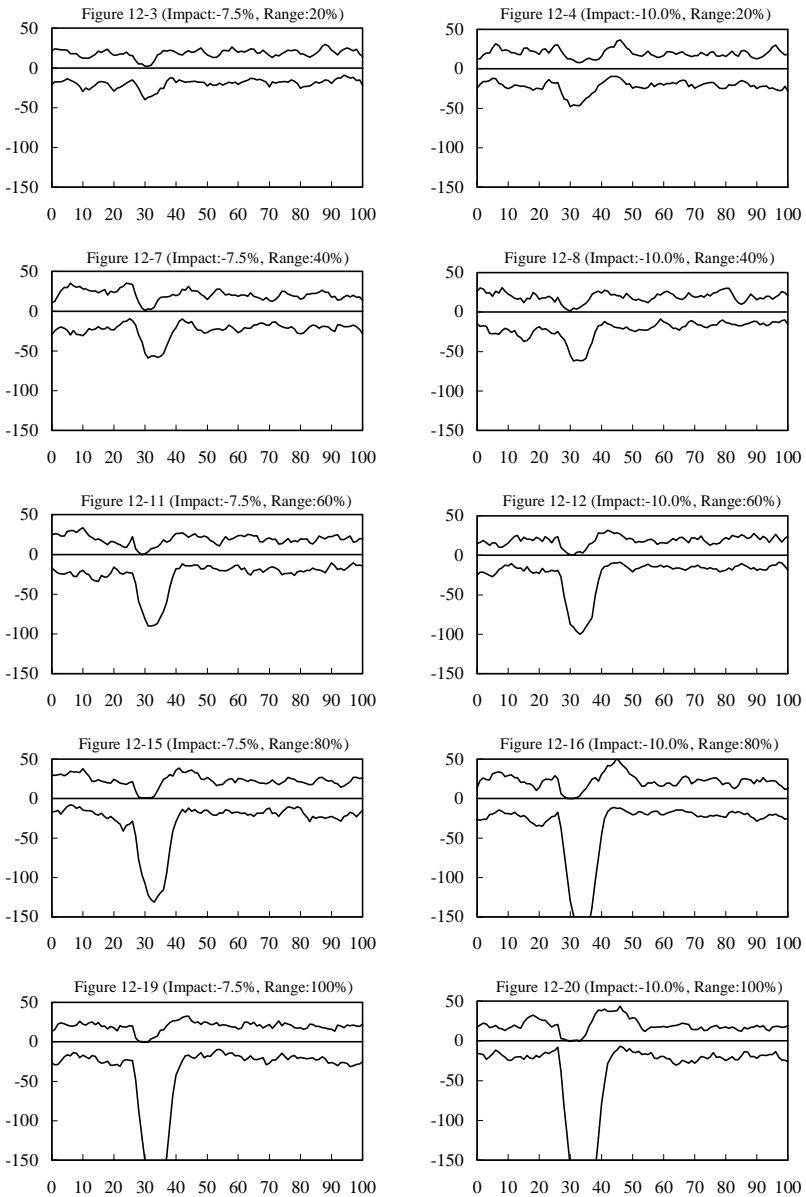 Figure 12-3 (Impact:-7.5%, Range:20%)
50
0
-50
-100
-150
0 10 20 30 40 50 60 70 80 90 100
Figure 12-4 (Impact:-10.0%, Range:20%)
50
0
-50
-100
-150
0 10 20 30 40 50 60 70 80 90 100
Figure 12-7 (Impact:-7.5%, Range:40%)
50
0
-50
-100
-150
0 10 20 30 40 50 60 70 80 90 100
Figure 12-8 (Impact:-10.0%, Range:40%)
50
0
-50
-100
-150
0 10 20 30 40 50 60 70 80 90 100
Figure 12-11 (Impact:-7.5%, Range:60%)
50
0
-50
-100
-150
0 10 20 30 40 50 60 70 80 90 100
Figure 12-12 (Impact:-10.0%, Range:60%)
50
0
-50
-100
-150
0 10 20 30 40 50 60 70 80 90 100
Figure 12-15 (Impact:-7.5%, Range:80%)
50
0
-50
-100
-150
0 10 20 30 40 50 60 70 80 90 100
Figure 12-16 (Impact:-10.0%, Range:80%)
50
0
-50
-100
-150
0 10 20 30 40 50 60 70 80 90 100
Figure 12-19 (Impact:-7.5%, Range:100%)
50
0
-50
-100
-150
0 10 20 30 40 50 60 70 80 90 100
Figure 12-20 (Impact:-10.0%, Range:100%)
50
0
-50
-100
-150
0 10 20 30 40 50 60 70 80 90 100